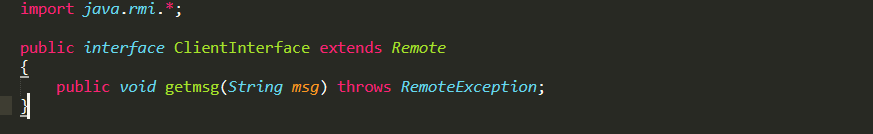 import java.rmi.*;
public interface ClientInterface extends Remote
{
public void getmsg(String msg) throws RemoteException;
}